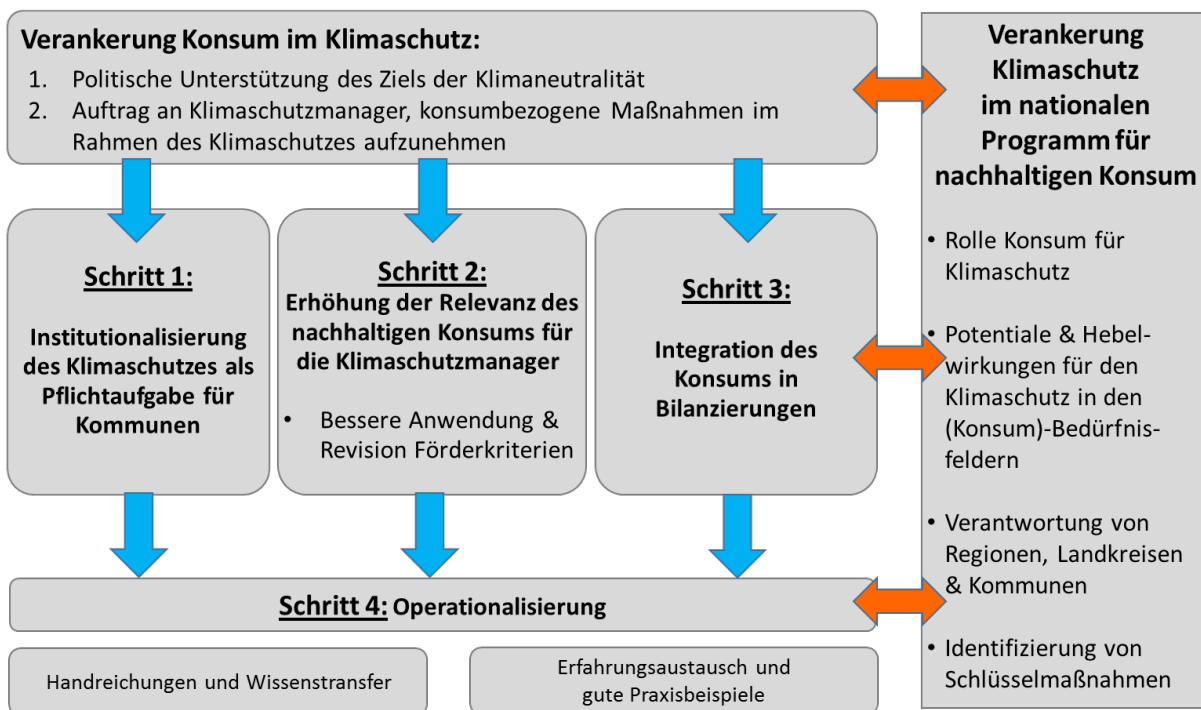 Verankerung Konsum im Klimaschutz:
1. Politische Unterstützung des Ziels der Klimaneutralität
2. Auftrag an Klimaschutzmanager, konsumbezogene Maßnahmen im
Rahmen des Klimaschutzes aufzunehmen
Schritt 1:
Institutionalisierung
des Klimaschutzes als
Pflichtaufgabe für
Kommunen
Schritt 2:
Erhöhung der Relevanz des
nachhaltigen Konsums für
die Klimaschutzmanager
• Bessere Anwendung &
Revision Förderkriterien
Schritt 3:
Integration des
Konsums in
Bilanzierungen
Schritt 4: Operationalisierung
Handreichungen und Wissenstransfer
Erfahrungsaustausch und
gute Praxisbeispiele
Verankerung
Klimaschutz
im nationalen
Programm für
nachhaltigen Konsum
• Rolle Konsum für
Klimaschutz
• Potentiale & Hebel-
wirkungen für den
Klimaschutz in den
(Konsum)-Bedürfnis-
feldern
• Verantwortung von
Regionen, Landkreisen
& Kommunen
• Identifizierung von
Schlüsselmaßnahmen